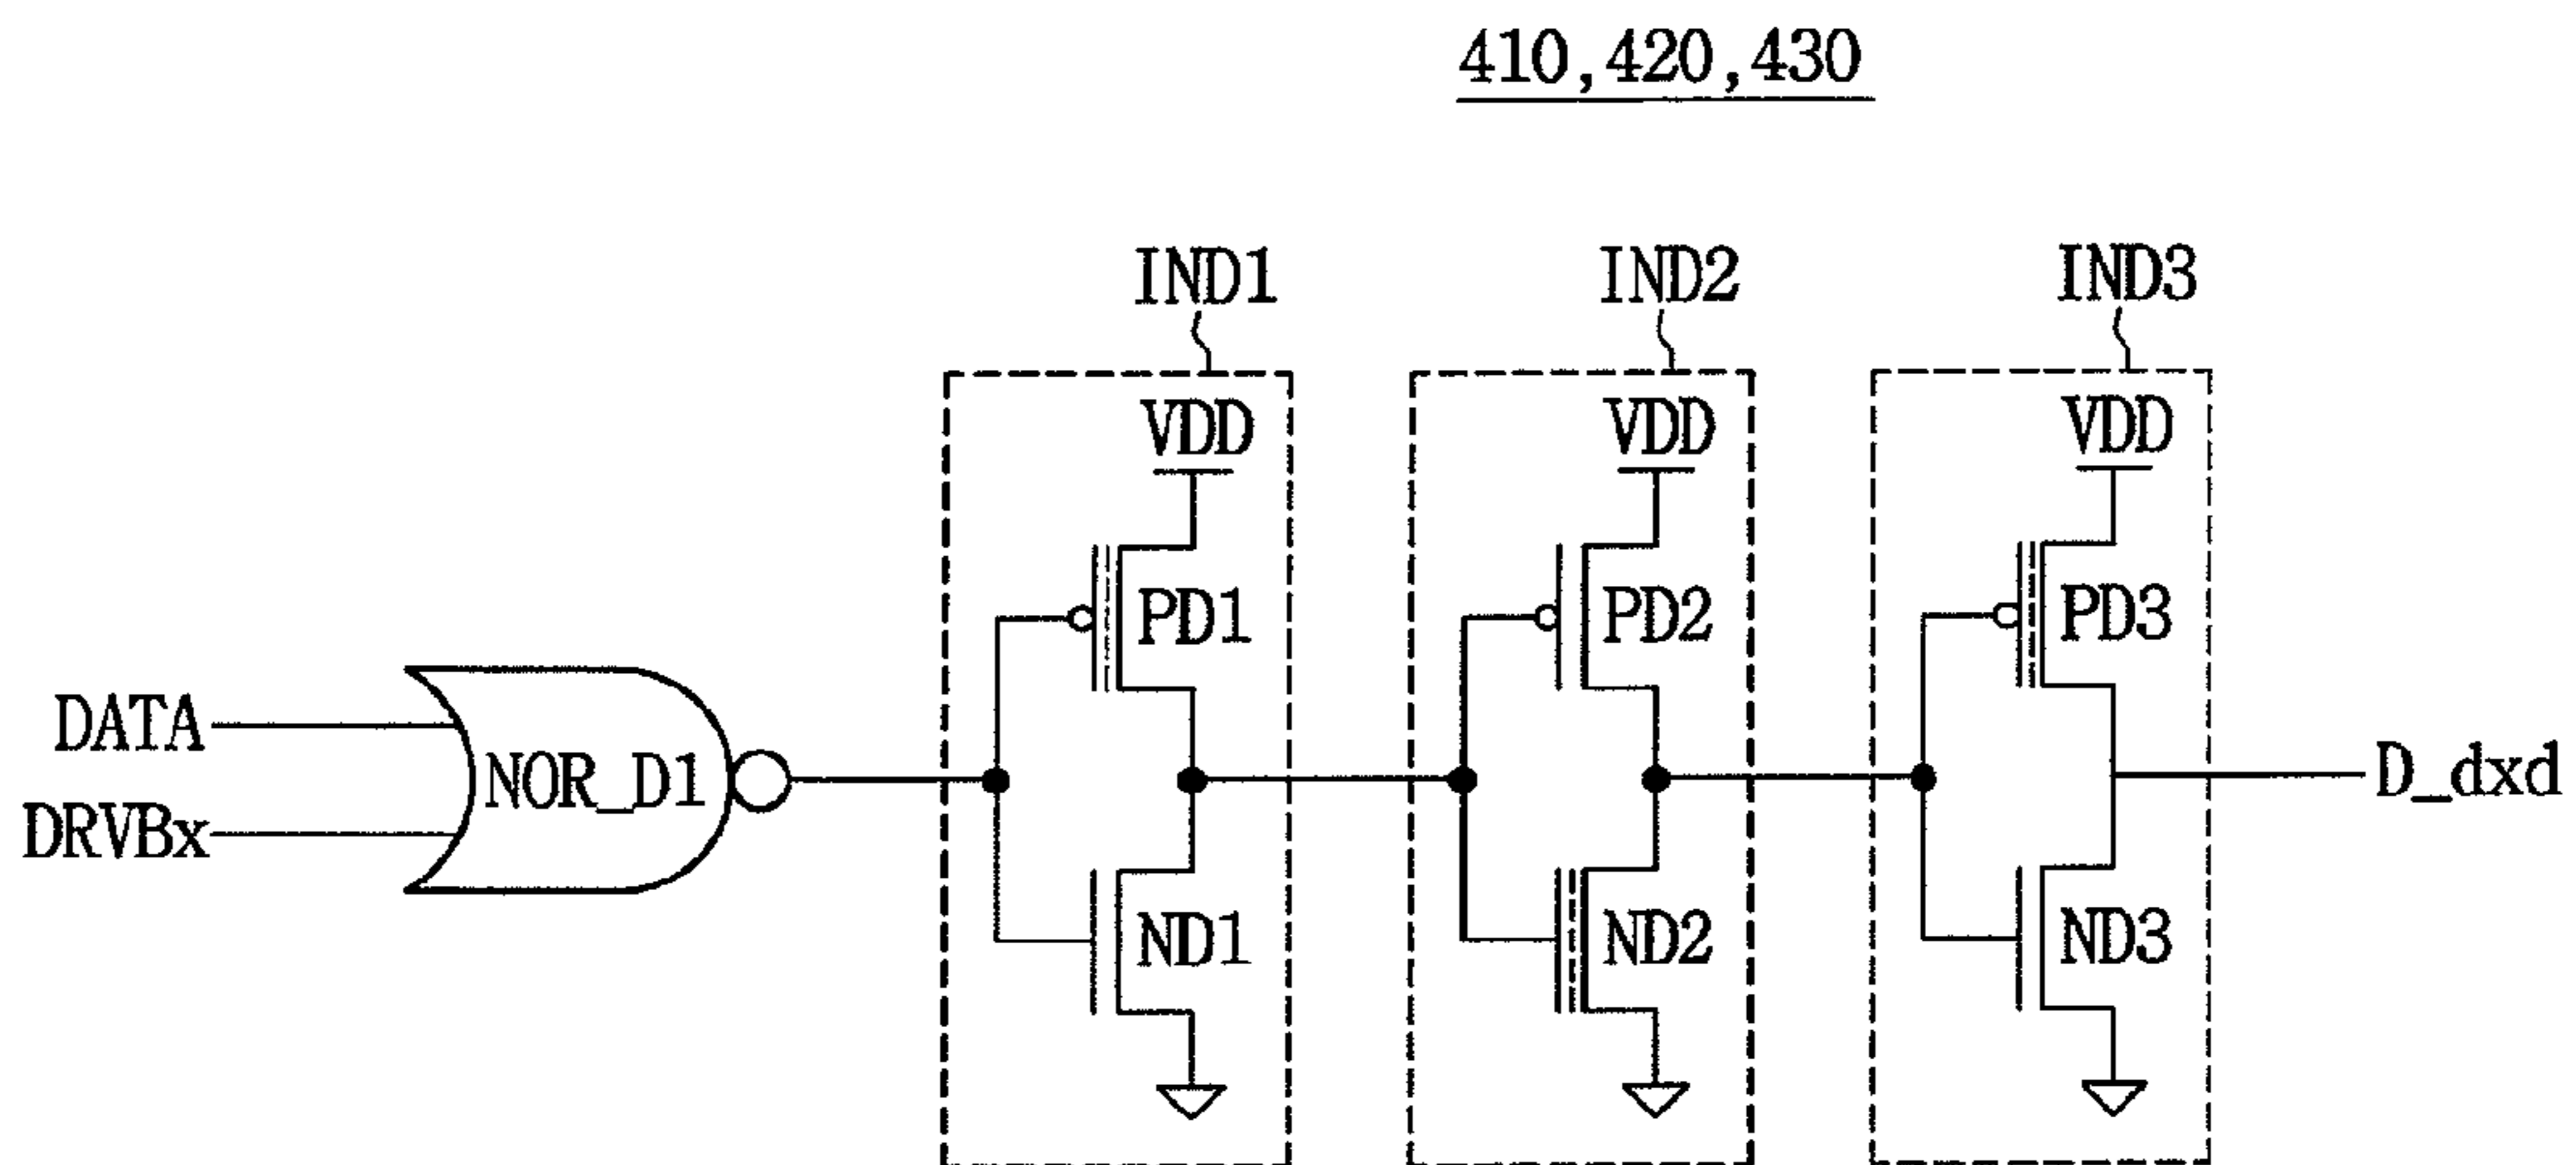 410,420,430
IND1
IND2
IND3
VDD
VDD
VDD
PD1
PD2
PD3
DATA
NOR_D1
DRVBx
D_dxd
ND1
ND2
ND3